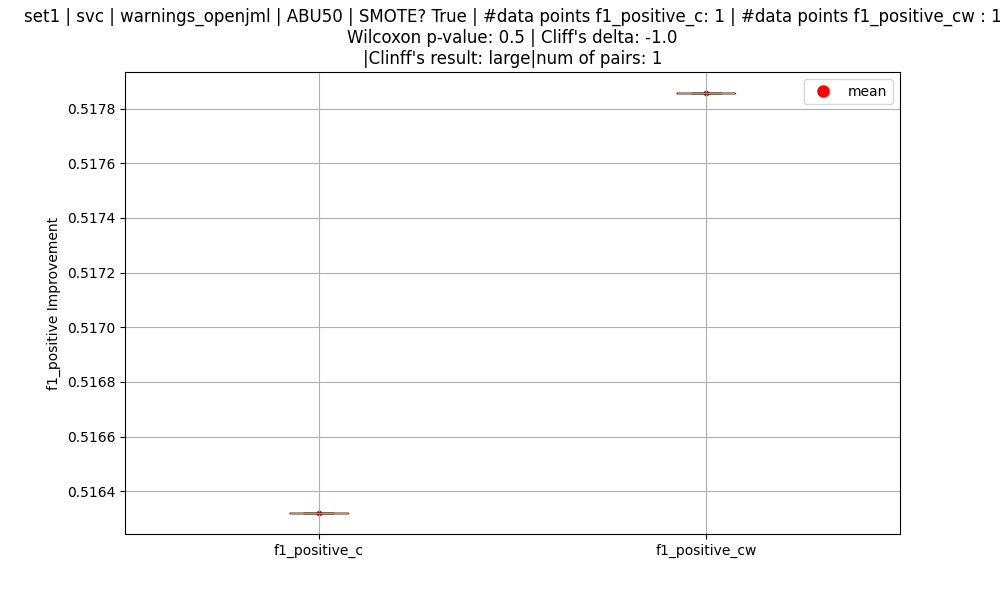 set1 | svc | warnings_openjml | ABU50 | SMOTE? True | #data points f1_positive_c: 1 | #data points f1_positive_cw : 1
Wilcoxon p-value: 0.5 | Cliff's delta: -1.0
|Clinff's result: large|num of pairs: 1
mean
0.5178
0.5176
0.5174
0.5172
0.5170
0.5168
0.5166
0.5164
f1_positive Improvement
f1_positive_c
f1_positive_cw